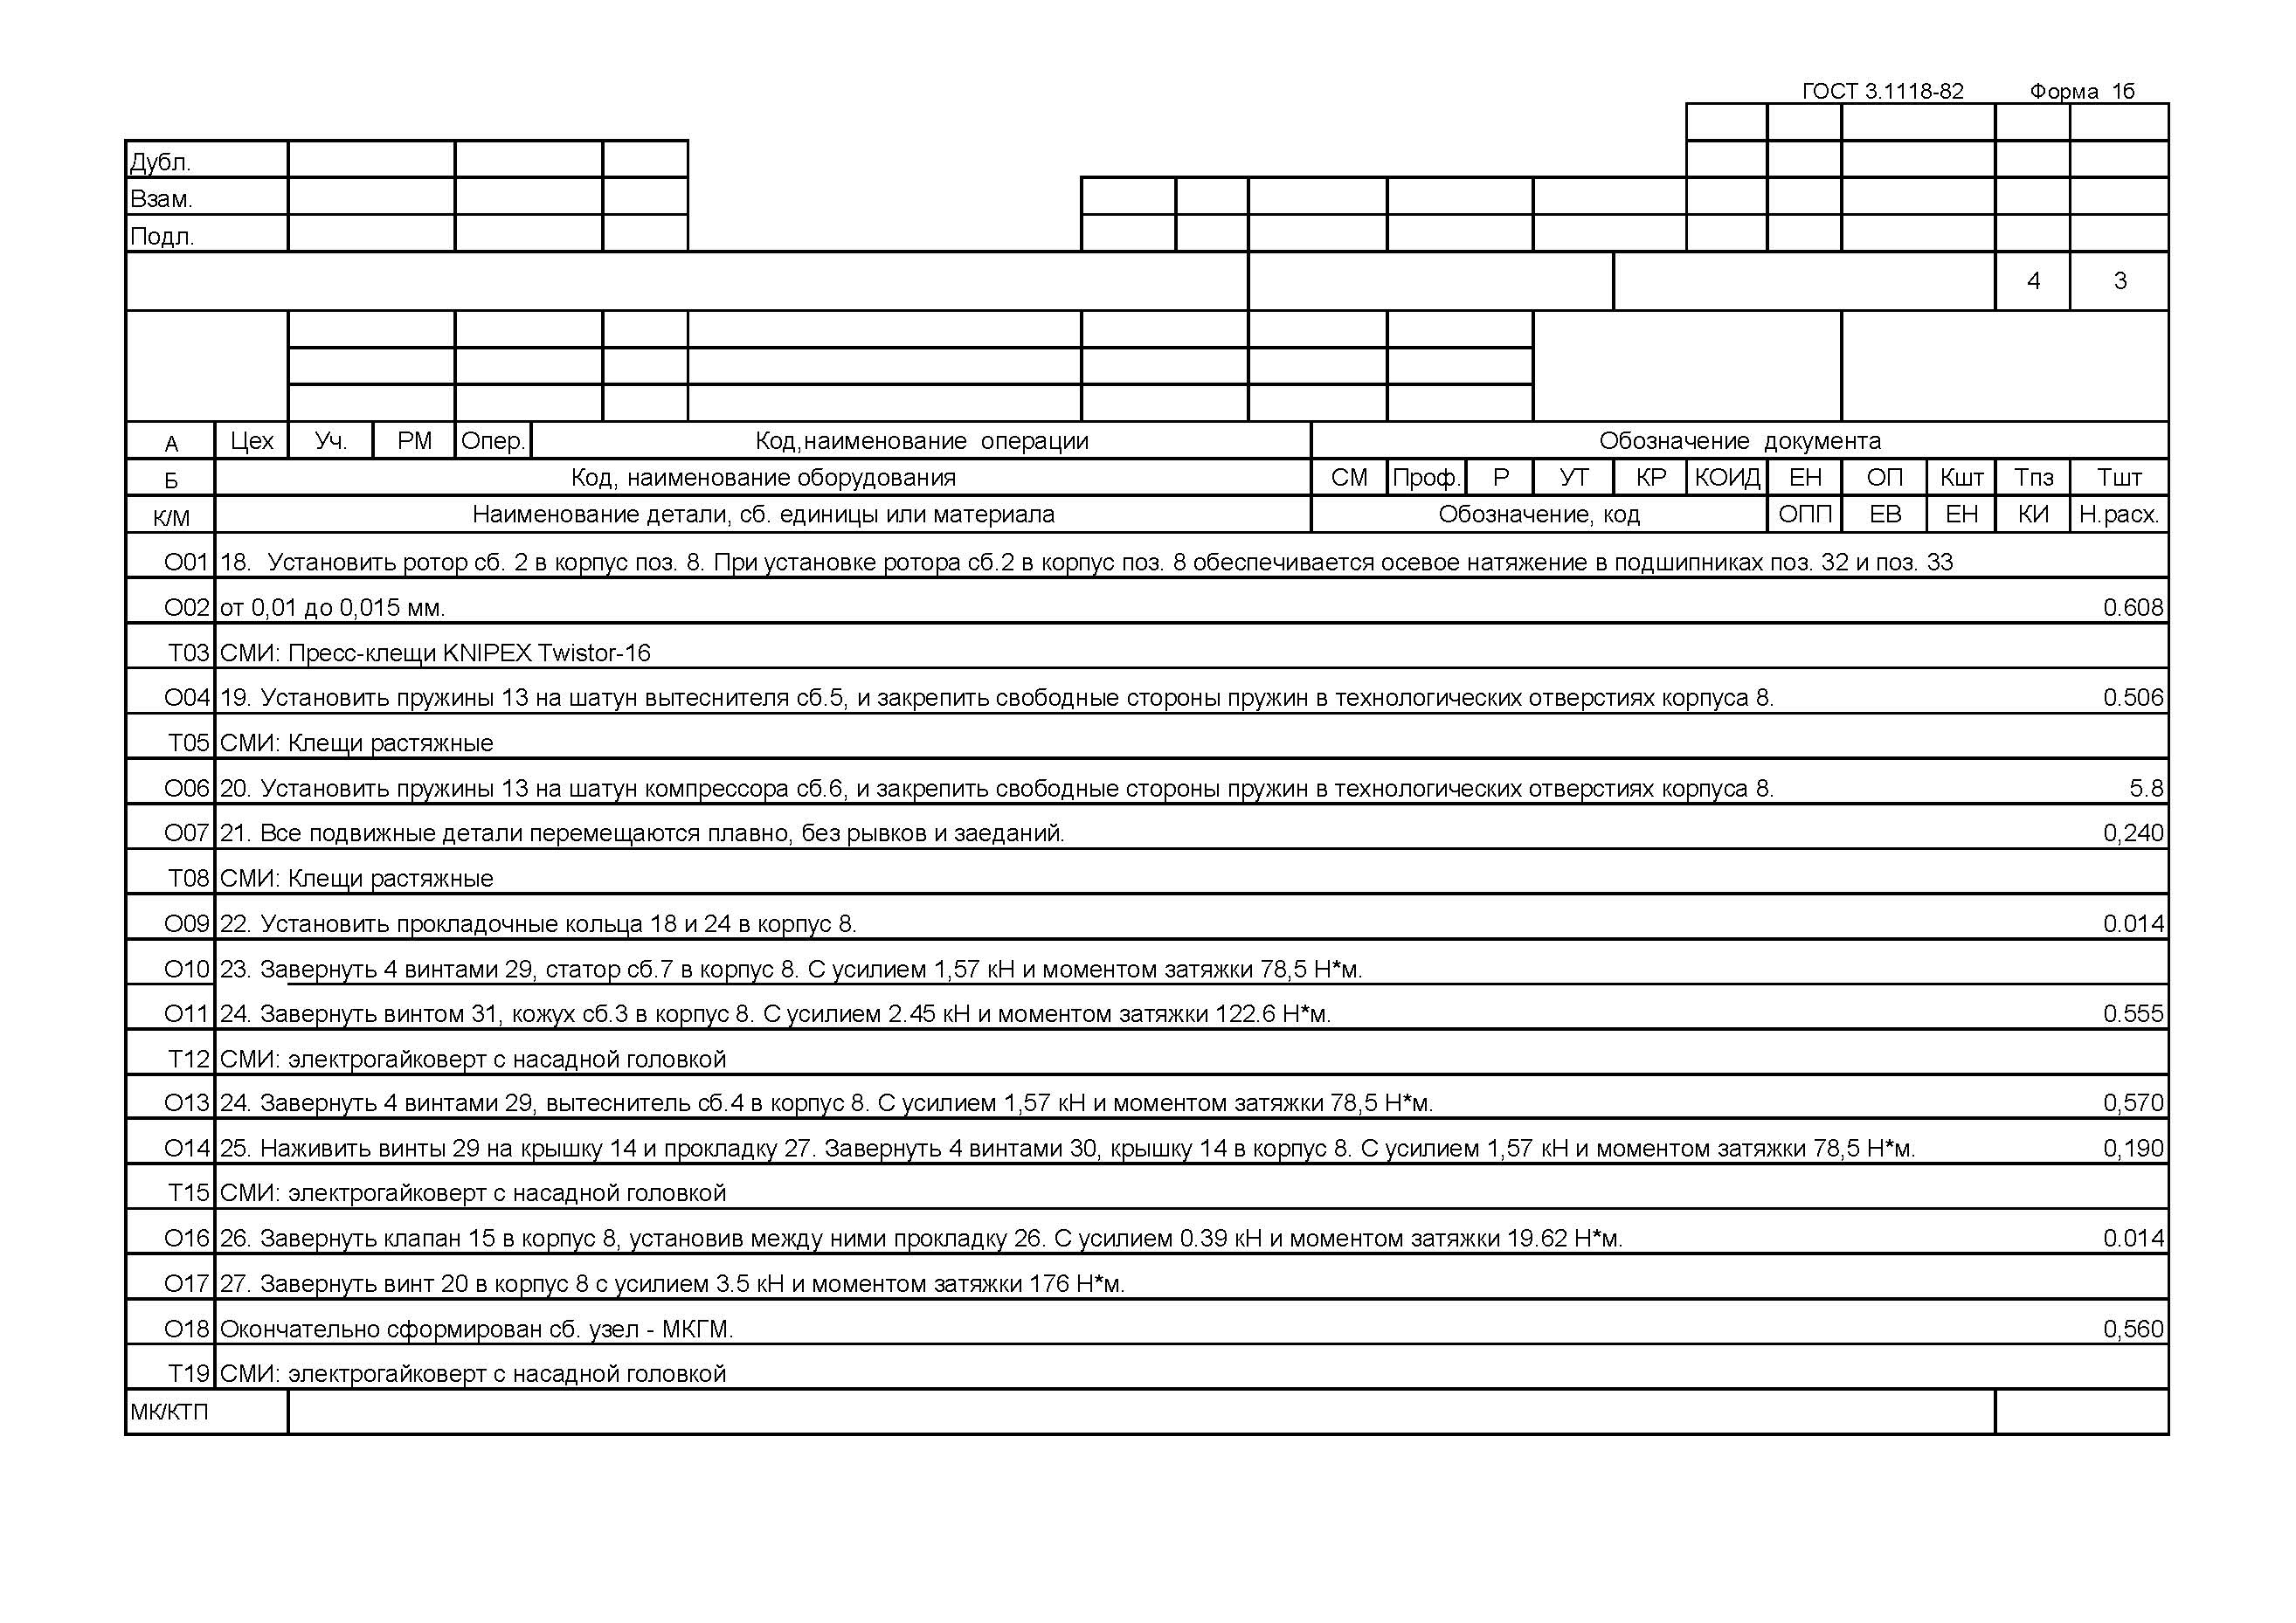 ГОСТ 3.1118-82 Форма 1б
Дубл.
Взам.
Подл.
4 3
А Цех Уч. РМ Опер. Код,наименование операции Обозначение документа
Б Код, наименование оборудования СМ Проф. Р УТ КР КОИД ЕН ОП Кшт Тпз Тшт
К/М Наименование детали, сб. единицы или материала Обозначение, код ОПП ЕВ ЕН КИ Н.расх.
О01 18. Установить ротор сб. 2 в корпус поз. 8. При установке ротора сб.2 в корпус поз. 8 обеспечивается осевое натяжение в подшипниках поз. 32 и поз. 33
О02 от 0,01 до 0,015 мм. 0.608
Т03 СМИ: Пресс-клещи KNIPEX Twistor-16
О04 19. Установить пружины 13 на шатун вытеснителя сб.5, и закрепить свободные стороны пружин в технологических отверстиях корпуса 8. 0.506
Т05 СМИ: Клещи растяжные
О06 20. Установить пружины 13 на шатун компрессора сб.6, и закрепить свободные стороны пружин в технологических отверстиях корпуса 8. 5.8
О07 21. Все подвижные детали перемещаются плавно, без рывков и заеданий. 0,240
Т08 СМИ: Клещи растяжные
О09 22. Установить прокладочные кольца 18 и 24 в корпус 8. 0.014
О10 23. Завернуть 4 винтами 29, статор сб.7 в корпус 8. С усилием 1,57 кН и моментом затяжки 78,5 Н*м.
О11 24. Завернуть винтом 31, кожух сб.3 в корпус 8. С усилием 2.45 кН и моментом затяжки 122.6 Н*м. 0.555
Т12 СМИ: электрогайковерт с насадной головкой
О13 24. Завернуть 4 винтами 29, вытеснитель сб.4 в корпус 8. С усилием 1,57 кН и моментом затяжки 78,5 Н*м. 0,570
О14 25. Наживить винты 29 на крышку 14 и прокладку 27. Завернуть 4 винтами 30, крышку 14 в корпус 8. С усилием 1,57 кН и моментом затяжки 78,5 Н*м. 0,190
Т15 СМИ: электрогайковерт с насадной головкой
О16 26. Завернуть клапан 15 в корпус 8, установив между ними прокладку 26. С усилием 0.39 кН и моментом затяжки 19.62 Н*м. 0.014
О17 27. Завернуть винт 20 в корпус 8 с усилием 3.5 кН и моментом затяжки 176 Н*м.
О18 Окончательно сформирован сб. узел - МКГМ. 0,560
Т19 СМИ: электрогайковерт с насадной головкой
МК/КТП